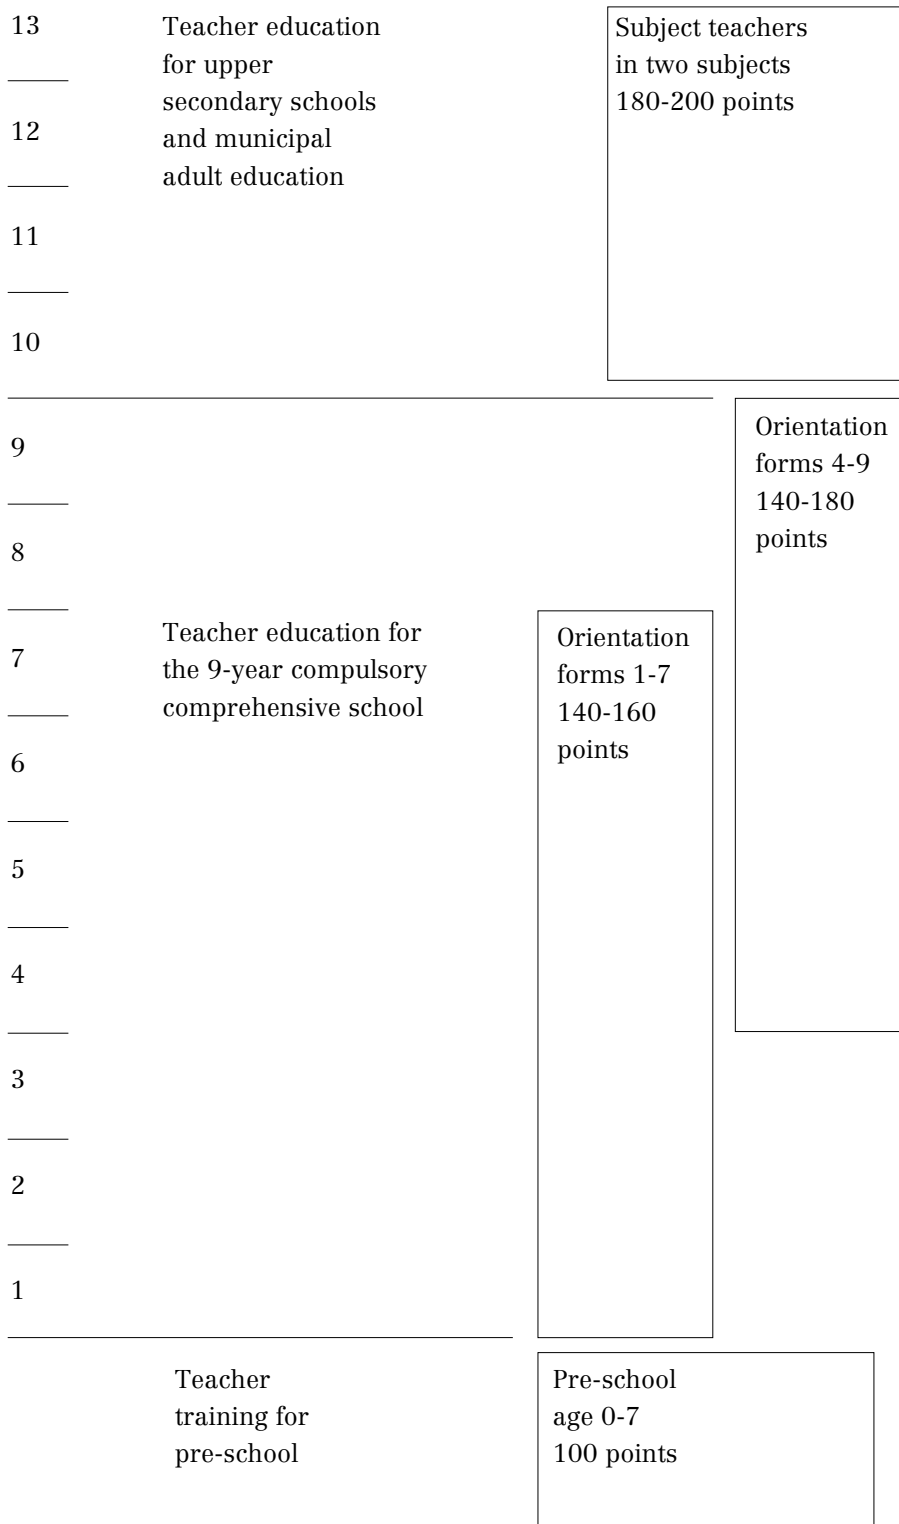 13
Teacher education
for upper
secondary schools
and municipal
adult education
Subject teachers
in two subjects
180-200 points
12
11
10
9
Orientation
forms 4-9
140-180
points
8
7
Teacher education for
the 9-year compulsory
comprehensive school
Orientation
forms 1-7
140-160
points
6
5
4
3
2
1
Teacher
training for
pre-school
Pre-school
age 0-7
100 points